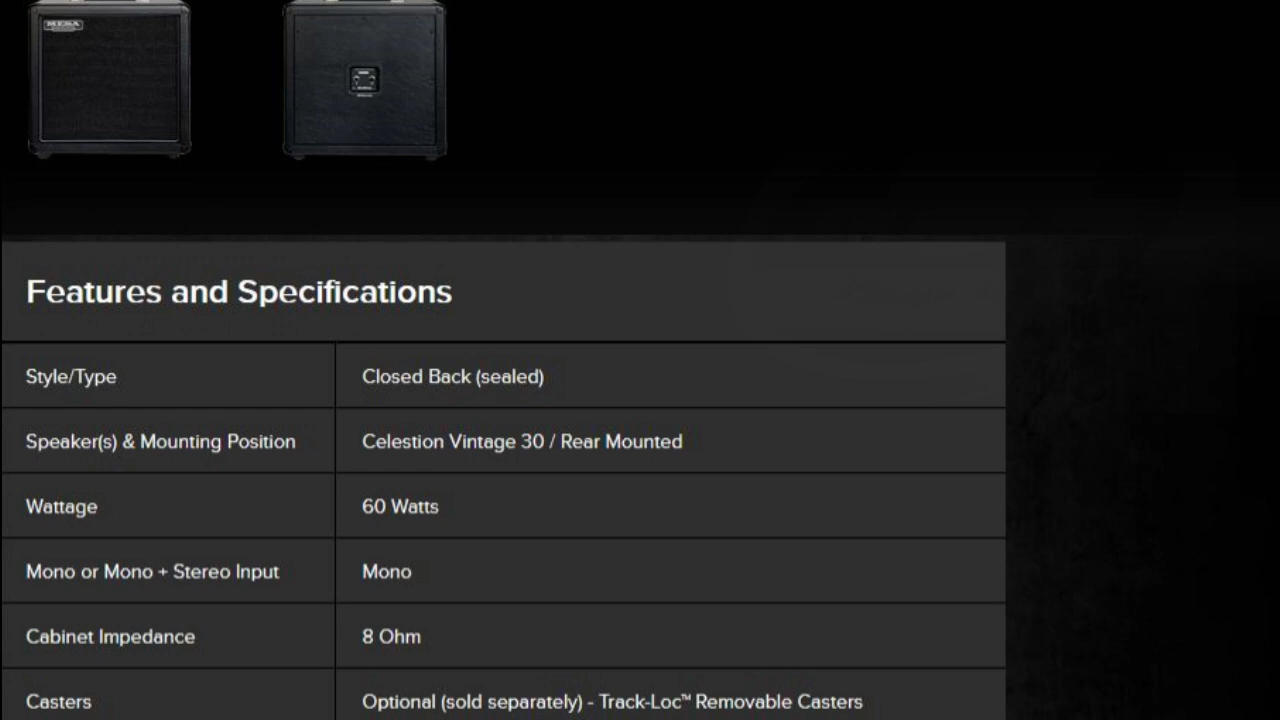 MESA
Features and Specifications
Style/Type
Closed Back (sealed)
Speaker(s) & Mounting Position
Celestion Vintage 30 / Rear Mounted
Wattage
60 Watts
Mono or Mono + Stereo Input
Mono
Cabinet Impedance
8 Ohm
Casters
Optional (sold separately) - Track-Loc™ Removable Casters